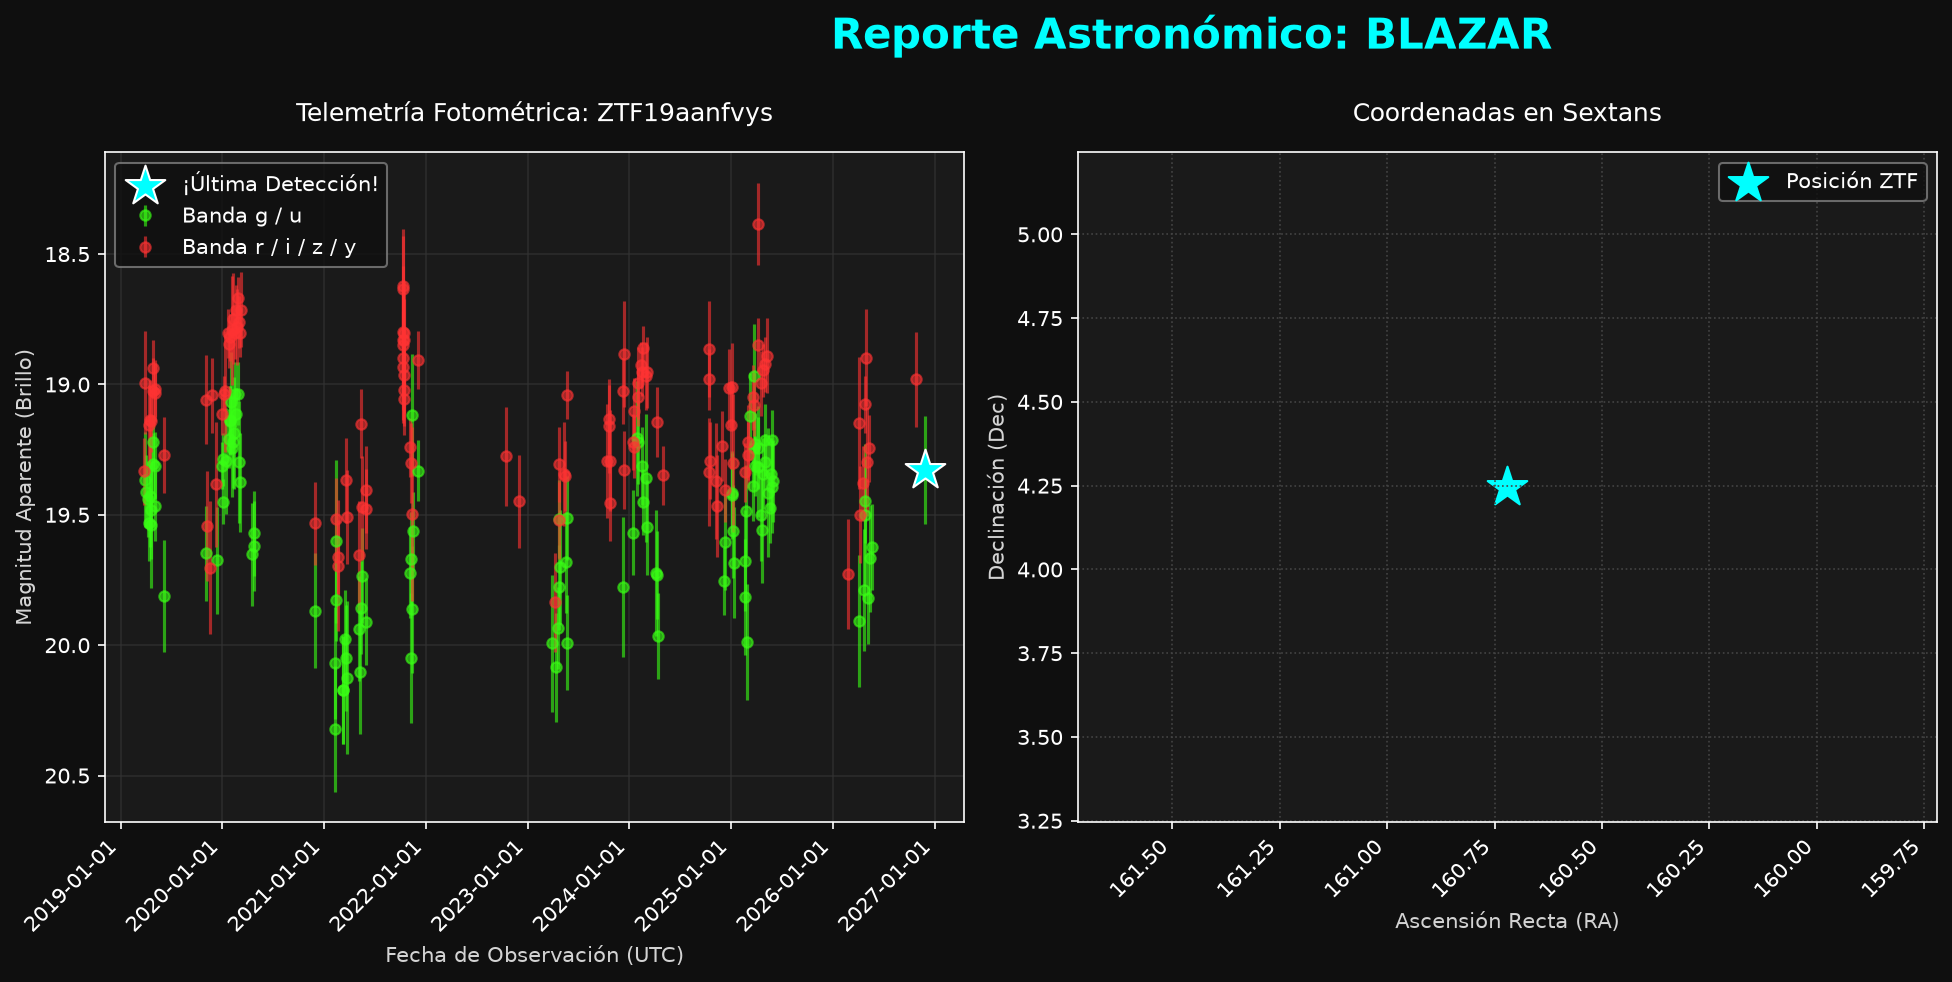 Reporte Astronómico: BLAZAR
Telemetría Fotométrica: ZTF19aanfvys
¡Última Detección!
Banda g / u
Banda r / i / z / y
Magnitud Aparente (Brillo)
18.5
19.0
19.5
20.0
20.5
2019-01-01
2020-01-01
2021-01-01
2022-01-01
2023-01-01
2024-01-01
2025-01-01
2026-01-01
2027-01-01
Fecha de Observación (UTC)
Coordenadas en Sextans
Posición ZTF
Declinación (Dec)
5.00
4.75
4.50
4.25
4.00
3.75
3.50
3.25
161.50
161.25
161.00
160.75
160.50
160.25
160.00
159.75
Ascensión Recta (RA)